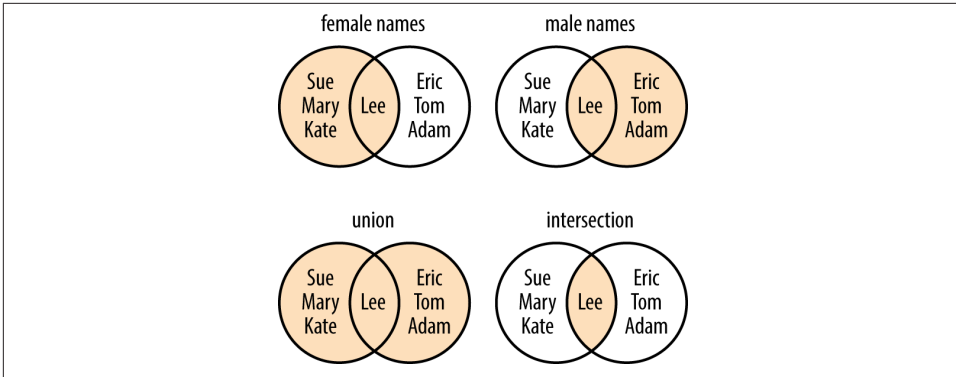 female names
Sue
Mary
Kate
Lee
Eric
Tom
Adam
male names
Sue
Mary
Kate
Lee
Eric
Tom
Adam
union
Sue
Mary
Kate
Lee
Eric
Tom
Adam
intersection
Sue
Mary
Kate
Lee
Eric
Tom
Adam